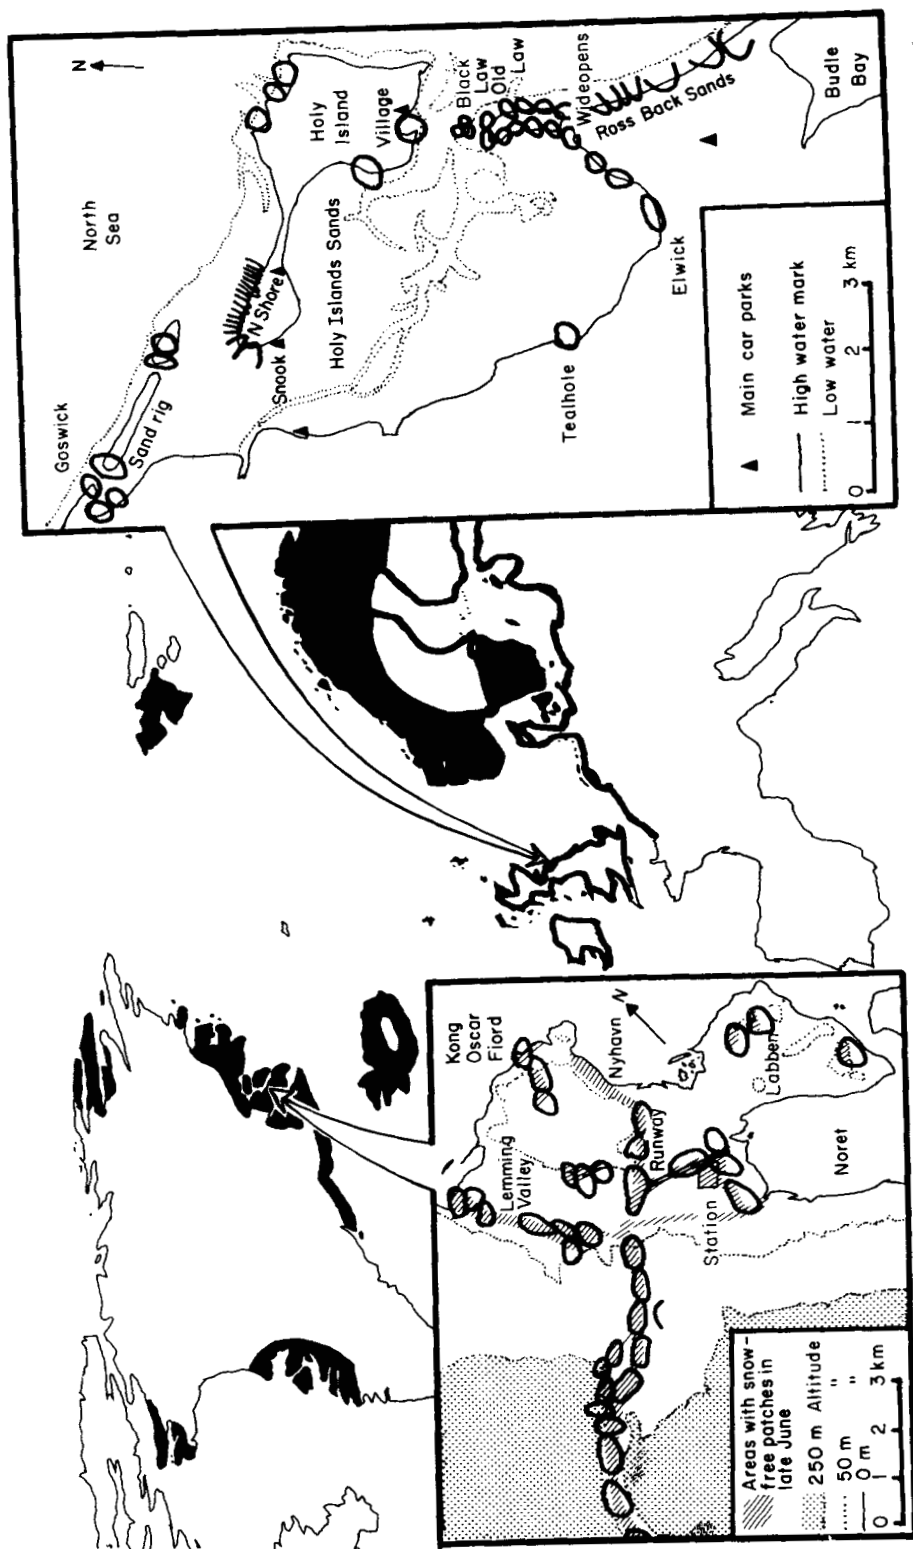 N
North
Sea
Goswick
Sand rig
Snook
N Shore
Holy Islands Sands
Holy
Island
Village
Black
Law
Old
Law
Wideopens
Ross Back Sands
Budle
Bay
Tealhole
Elwick
Main car parks
High water mark
Low water
0 1 2 3 km
Kong
Oscar
Fiord
N
Nyhavn
Lemming
Valley
Runway
Labben
Station
Noret
Areas with snow-
free patches in
late June
250 m Altitude
50 m "
0 m "
0 1 2 3 km